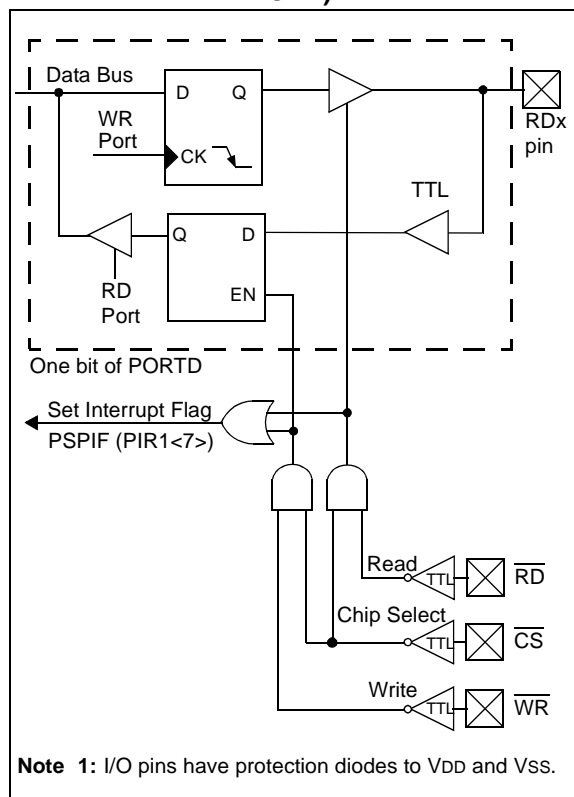 Data Bus
D Q
WR
Port
CK
RDx
pin
TTL
Q D
EN
RD
Port
One bit of PORTD
Set Interrupt Flag
PSPIF (PIR1<7>)
Read
TTL
RD
Chip Select
TTL
CS
Write
TTL
WR
Note 1: I/O pins have protection diodes to VDD and VSS.